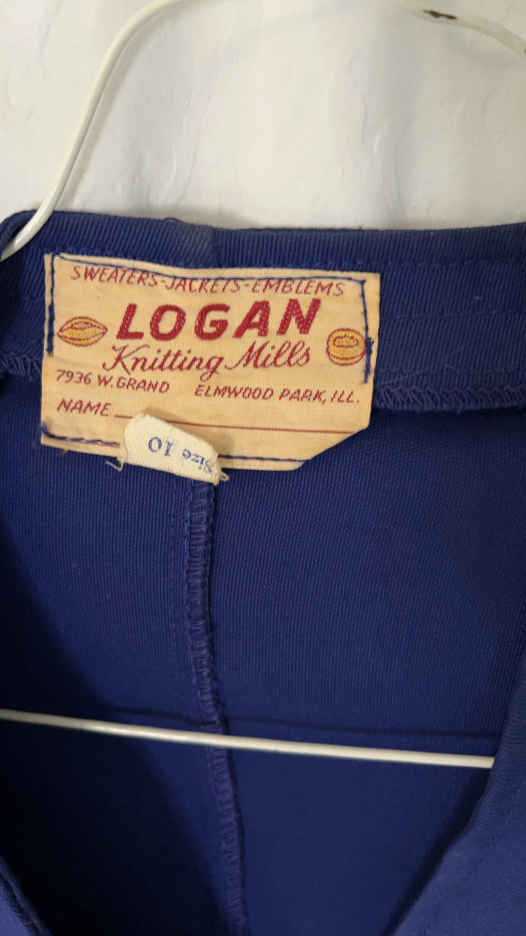 SWEATERS-JACKETS-EMBLEMS
LOGAN
Knitting Mills
7936 W. GRAND ELMWOOD PARK, ILL.
NAME
Size 10